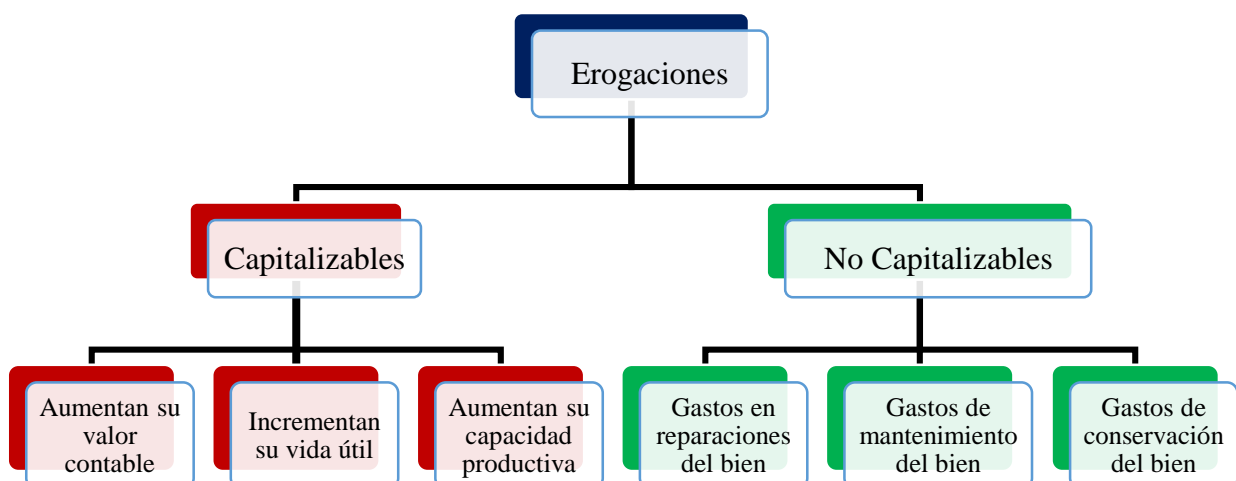 Erogaciones
Capitalizables
No Capitalizables
Aumentan su
valor
contable
Incrementan
su vida útil
Aumentan su
capacidad
productiva
Gastos en
reparaciones
del bien
Gastos de
mantenimiento
del bien
Gastos de
conservación
del bien